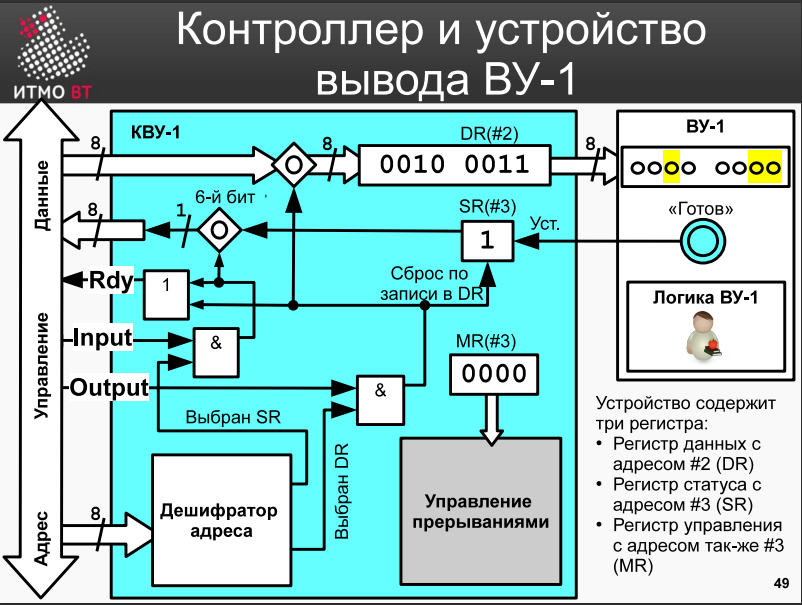 Контроллер и устройство
вывода ВУ-1
ИТМО ВТ
КВУ-1
DR(#2)
ВУ-1
8
8
0010 0011
8
Данные
6-й бит
8
1
SR(#3)
1
Уст.
«Готов»
Rdy
1
Сброс по
записи в DR
Логика ВУ-1
Input
&
MR(#3)
0000
Управление
Output
&
Выбран SR
Выбран DR
Устройство содержит
три регистра:
• Регистр данных с
адресом #2 (DR)
• Регистр статуса с
адресом #3 (SR)
• Регистр управления
с адресом так-же #3
(MR)
Адрес
8
Дешифратор
адреса
Управление
прерываниями
49